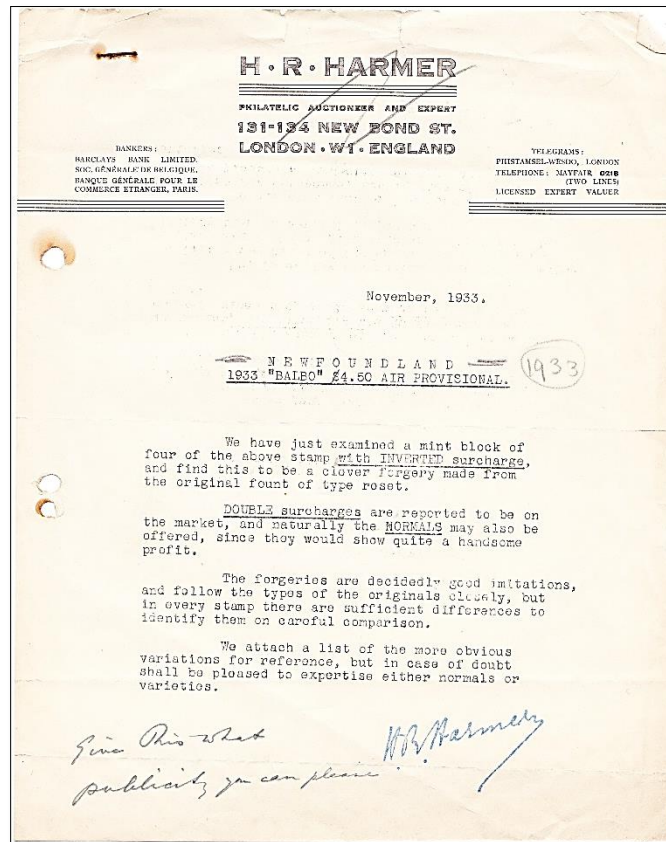 H·R·HARMER
PHILATELIC AUCTIONEER AND EXPERT
131-134 NEW BOND ST.
LONDON·W1·ENGLAND
BANKERS:
BARCLAYS BANK LIMITED.
SOC. GÉNÉRALE DE BELGIQUE.
BANQUE GÉNÉRALE POUR LE
COMMERCE ETRANGER, PARIS.
TELEGRAMS:
PHISTAMSEL-WESDO, LONDON
TELEPHONE: MAYFAIR 0218
(TWO LINES)
LICENSED EXPERT VALUER
November, 1933.
NEWFOUNDLAND
1933 "BALBO" $4.50 AIR PROVISIONAL.
1933
We have just examined a mint block of
four of the above stamp with INVERTED surcharge,
and find this to be a clever forgery made from
the original fount of type reset.
DOUBLE surcharges are reported to be on
the market, and naturally the NORMALS may also be
offered, since they would show quite a handsome
profit.
The forgeries are decidedly good imitations,
and follow the types of the originals closely, but
in every stamp there are sufficient differences to
identify them on careful comparison.
We attach a list of the more obvious
variations for reference, but in case of doubt
shall be pleased to expertise either normals or
varieties.
Given This what
publicity you can please.
H.R. Harmer